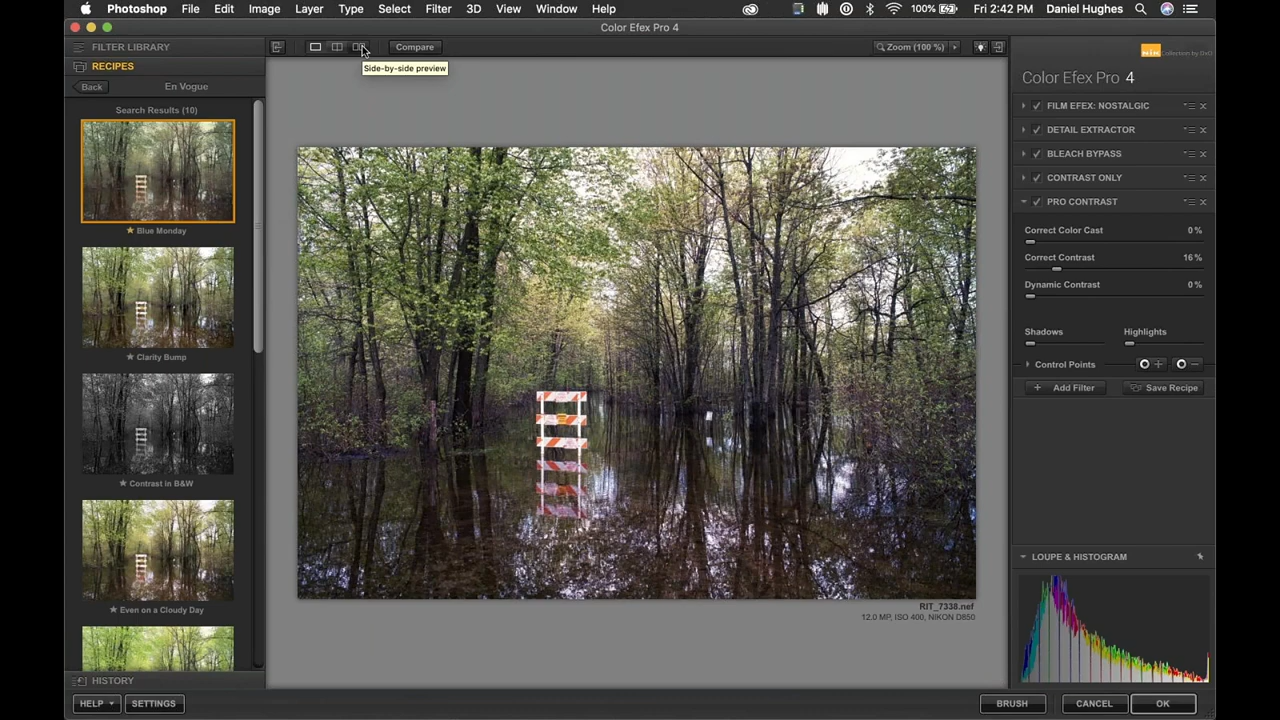 Photoshop File Edit Image Layer Type Select Filter 3D View Window Help 100% Fri 2:42 PM Daniel Hughes
Color Efex Pro 4
FILTER LIBRARY
Compare
Zoom (100 %)
RECIPES
Side-by-side preview
Back
En Vogue
Search Results (10)
Blue Monday
Clarity Bump
Contrast in B&W
Even on a Cloudy Day
HISTORY
HELP
SETTINGS
RIT_7338.nef
12.0 MP, ISO 400, NIKON D850
Nik Collection by DxO
Color Efex Pro 4
FILM EFEX: NOSTALGIC
DETAIL EXTRACTOR
BLEACH BYPASS
CONTRAST ONLY
PRO CONTRAST
Correct Color Cast 0%
Correct Contrast 16%
Dynamic Contrast 0%
Shadows Highlights
Control Points
Add Filter Save Recipe
LOUPE & HISTOGRAM
BRUSH CANCEL OK